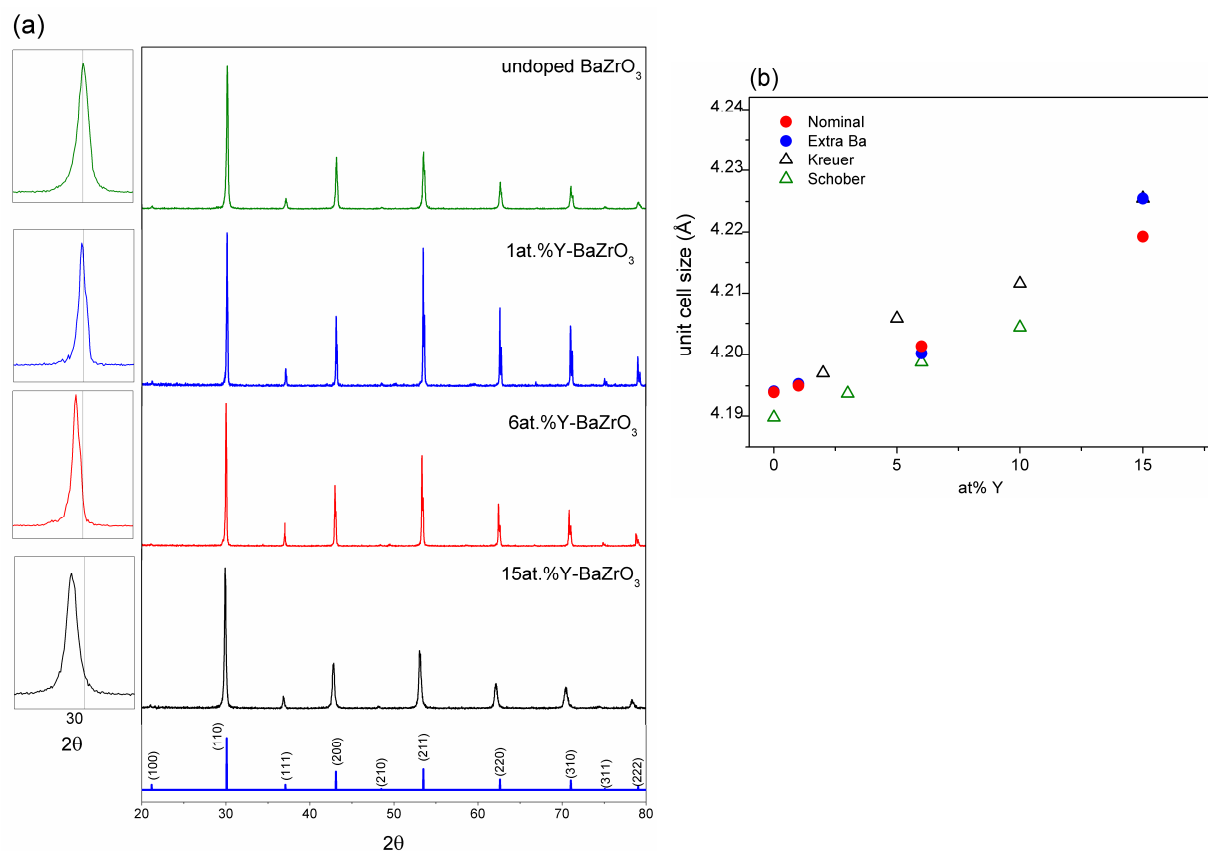 (a)
undoped BaZrO3
1at.%Y-BaZrO3
6at.%Y-BaZrO3
15at.%Y-BaZrO3
30
2θ
(100)
(110)
(111)
(200)
(210)
(211)
(220)
(310)
(311)
(222)
20 30 40 50 60 70 80
2θ
(b)
4.24
4.23
4.22
4.21
4.20
4.19
unit cell size (Å)
Nominal
Extra Ba
Kreuer
Schober
0 5 10 15
at% Y